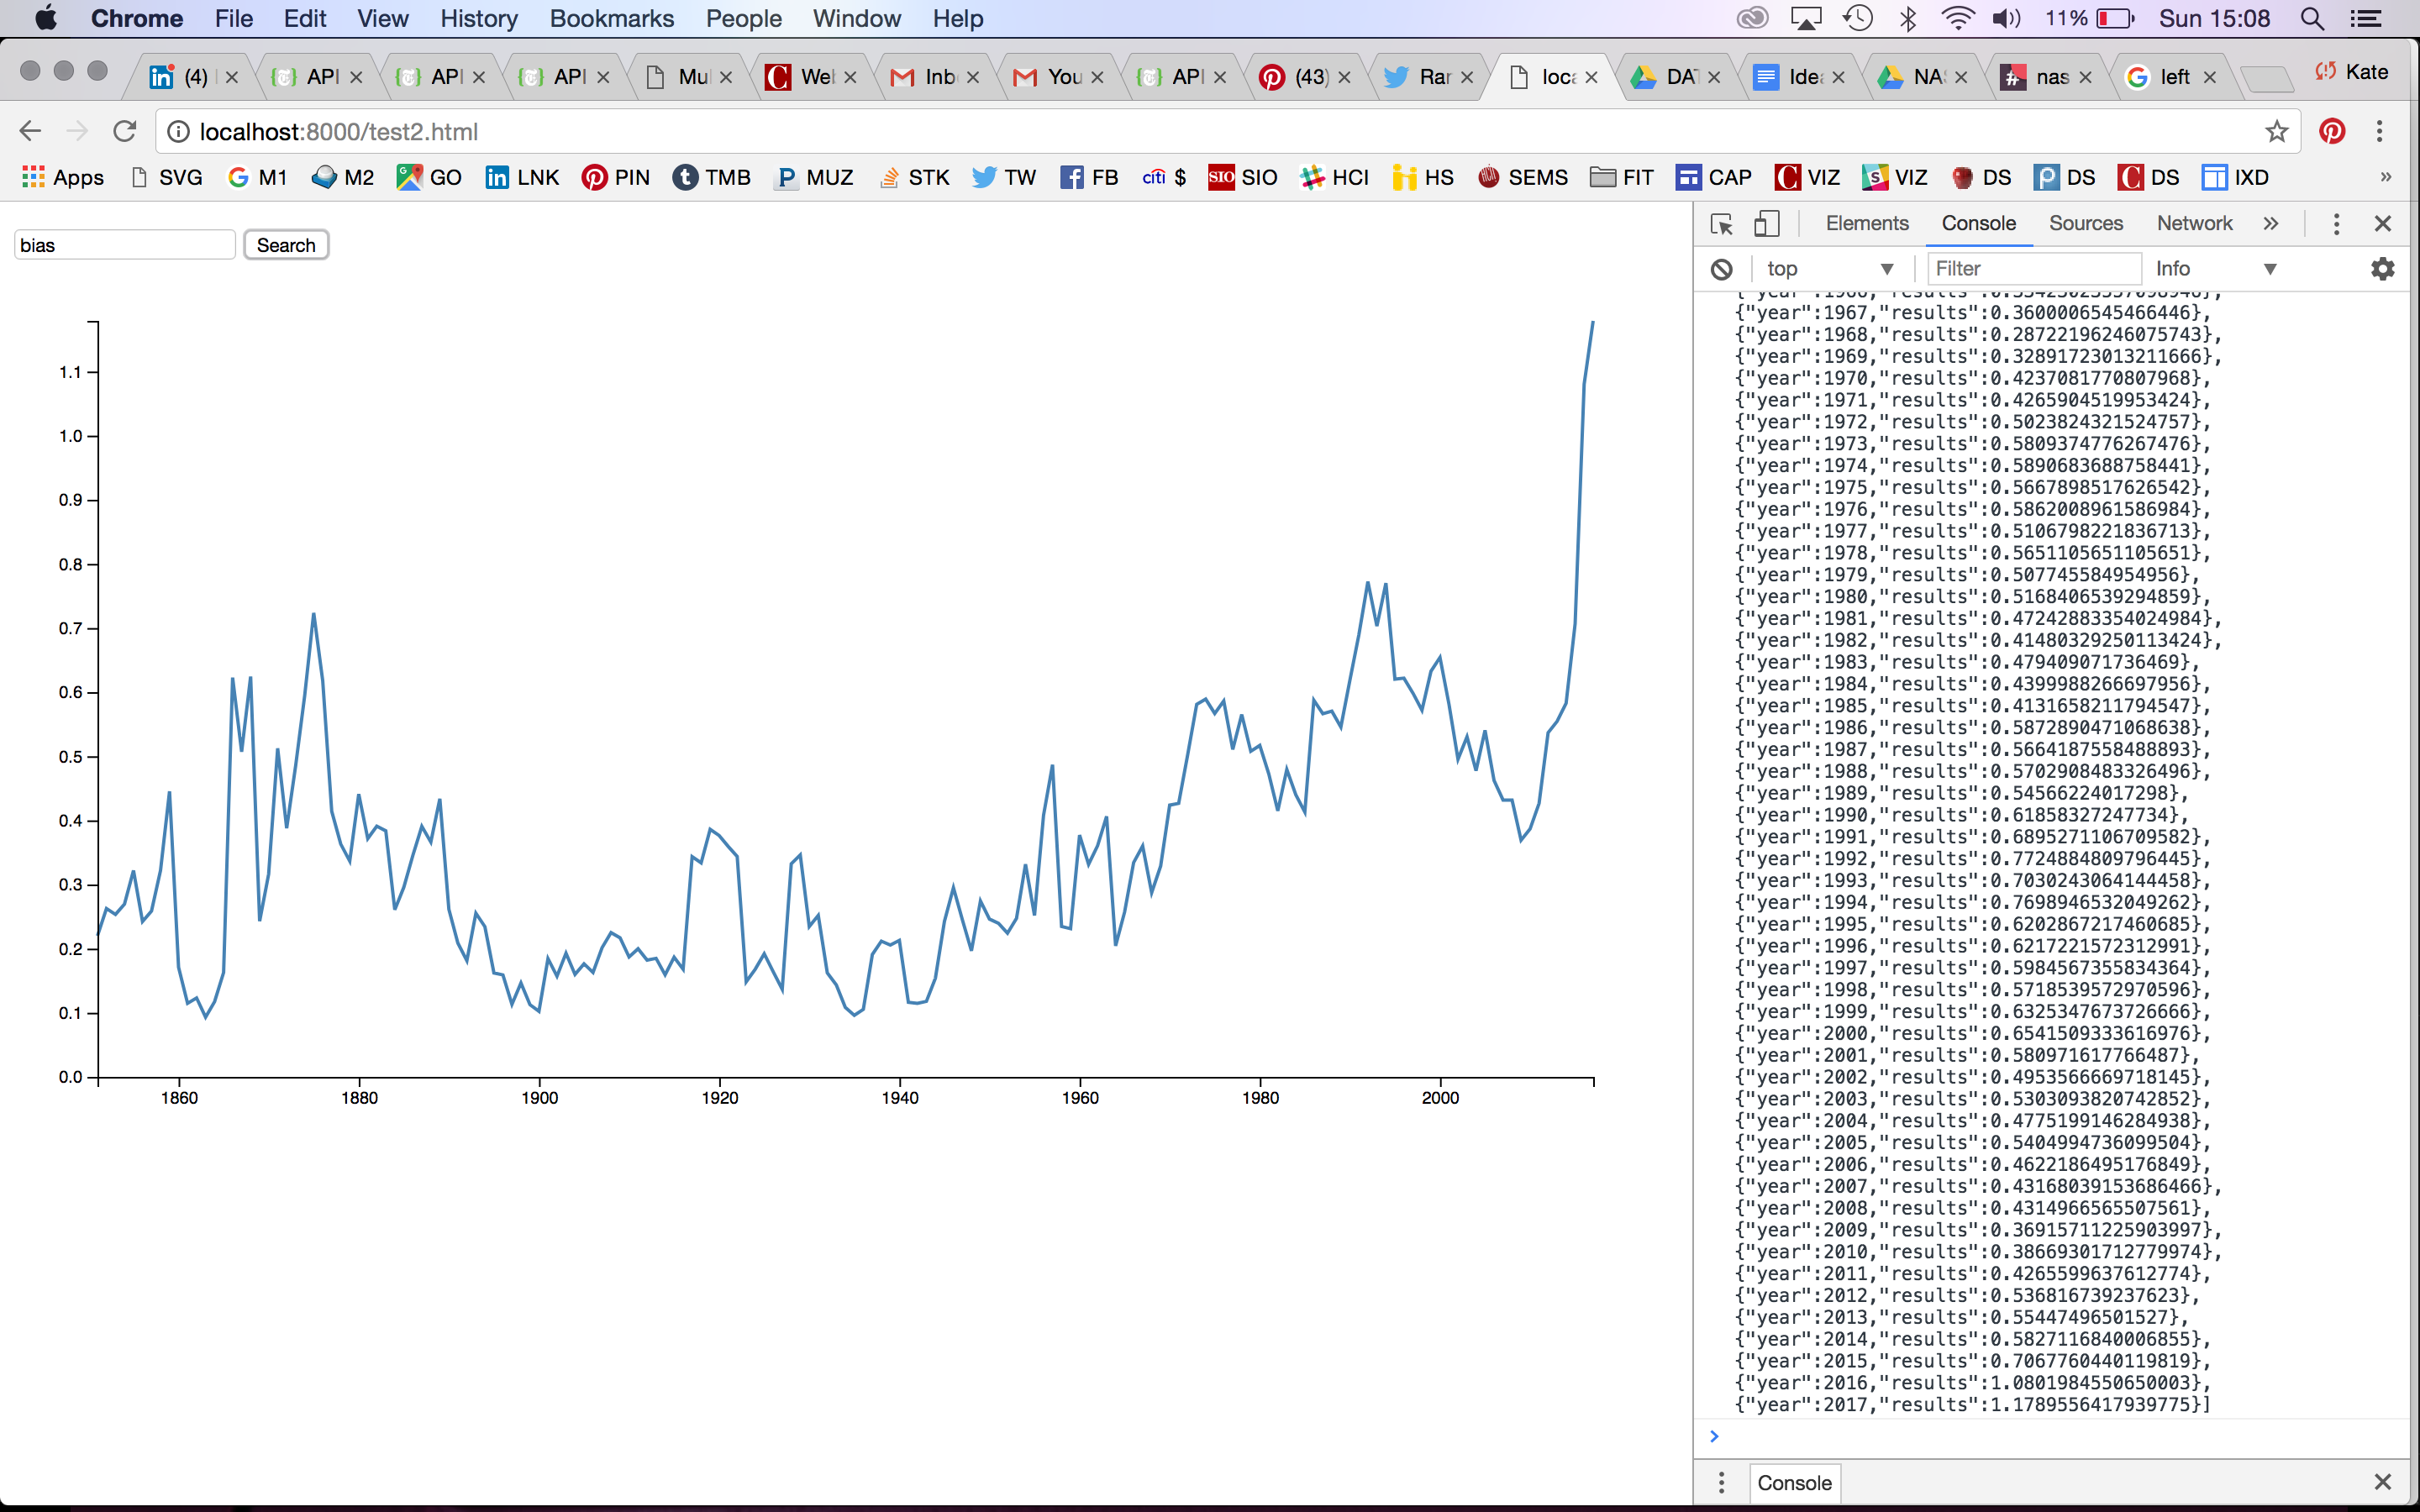 Chrome File Edit View History Bookmarks People Window Help 11% Sun 15:08
(4) API API API Mu Wel Inb You API (43) Rar loca DAT Idea NAS nas left Kate
localhost:8000/test2.html
Apps SVG M1 M2 GO LNK PIN TMB MUZ STK TW FB citi $ SIO SIO HCI HS SEMS FIT CAP VIZ VIZ DS DS DS IXD »
bias Search
Elements Console Sources Network »
top Filter Info
1.1
1.0
0.9
0.8
0.7
0.6
0.5
0.4
0.3
0.2
0.1
0.0
1860 1880 1900 1920 1940 1960 1980 2000
{"year":1967,"results":0.3600006545466446},
{"year":1968,"results":0.28722196246075743},
{"year":1969,"results":0.32891723013211666},
{"year":1970,"results":0.4237081770807968},
{"year":1971,"results":0.4265904519953424},
{"year":1972,"results":0.5023824321524757},
{"year":1973,"results":0.5809374776267476},
{"year":1974,"results":0.5890683688758441},
{"year":1975,"results":0.5667898517626542},
{"year":1976,"results":0.5862008961586984},
{"year":1977,"results":0.5106798221836713},
{"year":1978,"results":0.5651105651105651},
{"year":1979,"results":0.507745584954956},
{"year":1980,"results":0.5168406539294859},
{"year":1981,"results":0.47242883354024984},
{"year":1982,"results":0.41480329250113424},
{"year":1983,"results":0.479409071736469},
{"year":1984,"results":0.4399988266697956},
{"year":1985,"results":0.4131658211794547},
{"year":1986,"results":0.5872890471068638},
{"year":1987,"results":0.5664187558488893},
{"year":1988,"results":0.5702908483326496},
{"year":1989,"results":0.54566224017298},
{"year":1990,"results":0.61858327247734},
{"year":1991,"results":0.6895271106709582},
{"year":1992,"results":0.7724884809796445},
{"year":1993,"results":0.7030243064144458},
{"year":1994,"results":0.7698946532049262},
{"year":1995,"results":0.6202867217460685},
{"year":1996,"results":0.6217221572312991},
{"year":1997,"results":0.5984567355834364},
{"year":1998,"results":0.5718539572970596},
{"year":1999,"results":0.6325347673726666},
{"year":2000,"results":0.6541509333616976},
{"year":2001,"results":0.580971617766487},
{"year":2002,"results":0.4953566669718145},
{"year":2003,"results":0.5303093820742852},
{"year":2004,"results":0.4775199146284938},
{"year":2005,"results":0.5404994736099504},
{"year":2006,"results":0.4622186495176849},
{"year":2007,"results":0.43168039153686466},
{"year":2008,"results":0.4314966565507561},
{"year":2009,"results":0.369157112259039​97},
{"year":2010,"results":0.38669301712779974},
{"year":2011,"results":0.4265599637612774},
{"year":2012,"results":0.536816739237623},
{"year":2013,"results":0.554474965015​27},
{"year":2014,"results":0.5827116840006855},
{"year":2015,"results":0.7067760440119819},
{"year":2016,"results":1.0801984550650003},
{"year":2017,"results":1.1789556417939775}]
Console